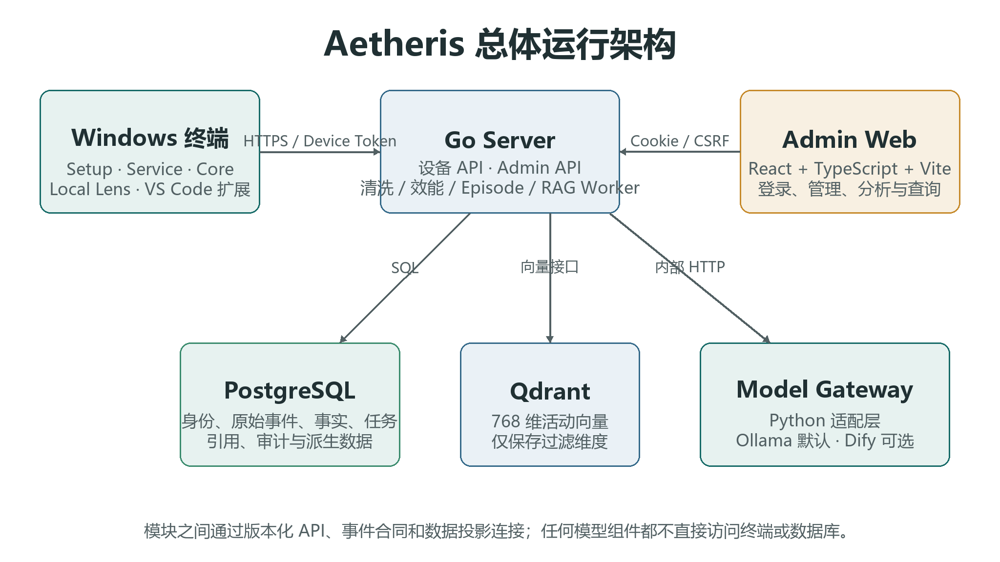 Aetheris 总体运行架构
Windows 终端
Setup · Service · Core
Local Lens · VS Code 扩展
HTTPS / Device Token
Go Server
设备 API · Admin API
清洗 / 效能 / Episode / RAG Worker
Cookie / CSRF
Admin Web
React + TypeScript + Vite
登录、管理、分析与查询
SQL
向量接口
内部 HTTP
PostgreSQL
身份、原始事件、事实、任务
引用、审计与派生数据
Qdrant
768 维活动向量
仅保存过滤维度
Model Gateway
Python 适配层
Ollama 默认 · Dify 可选
模块之间通过版本化 API、事件合同和数据投影连接；任何模型组件都不直接访问终端或数据库。